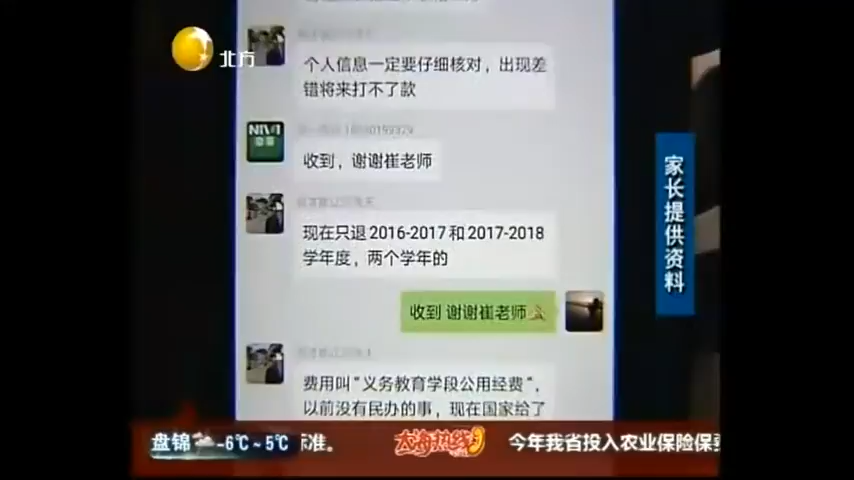 北方
个人信息一定要仔细核对，出现差
错将来打不了款
收到，谢谢崔老师
现在只退2016-2017和2017-2018
学年度，两个学年的
收到 谢谢崔老师
费用叫“义务教育学段公用经费”，
以前没有民办的事，现在国家给了
家长提供资料
盘锦 -6℃~5℃ 标准。 大海热线 今年我省投入农业保险保费